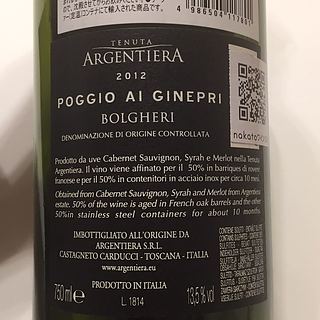 4 986504 11780
TENUTA
ARGENTIERA
2012
POGGIO AI GINEPRI
BOLGHERI
DENOMINAZIONE DI ORIGINE CONTROLLATA
nakato
Prodotto da uve Cabernet Sauvignon, Syrah e Merlot nella Tenuta
Argentiera. Il vino viene affinato per il 50% in barriques di rovere
francese e per il 50% in contenitori in acciaio inox per circa 10 mesi.
Obtained from Cabernet Sauvignon, Syrah and Merlot from Argentiera
estate. 50% of the wine is aged in French oak barrels and the other
50% in stainless steel containers for about 10 months.
IMBOTTIGLIATO ALL'ORIGINE DA
ARGENTIERA S.R.L.
CASTAGNETO CARDUCCI - TOSCANA - ITALIA
www.argentiera.eu
PRODOTTO IN ITALIA
750 ml e
L. 1814
13,5% vol